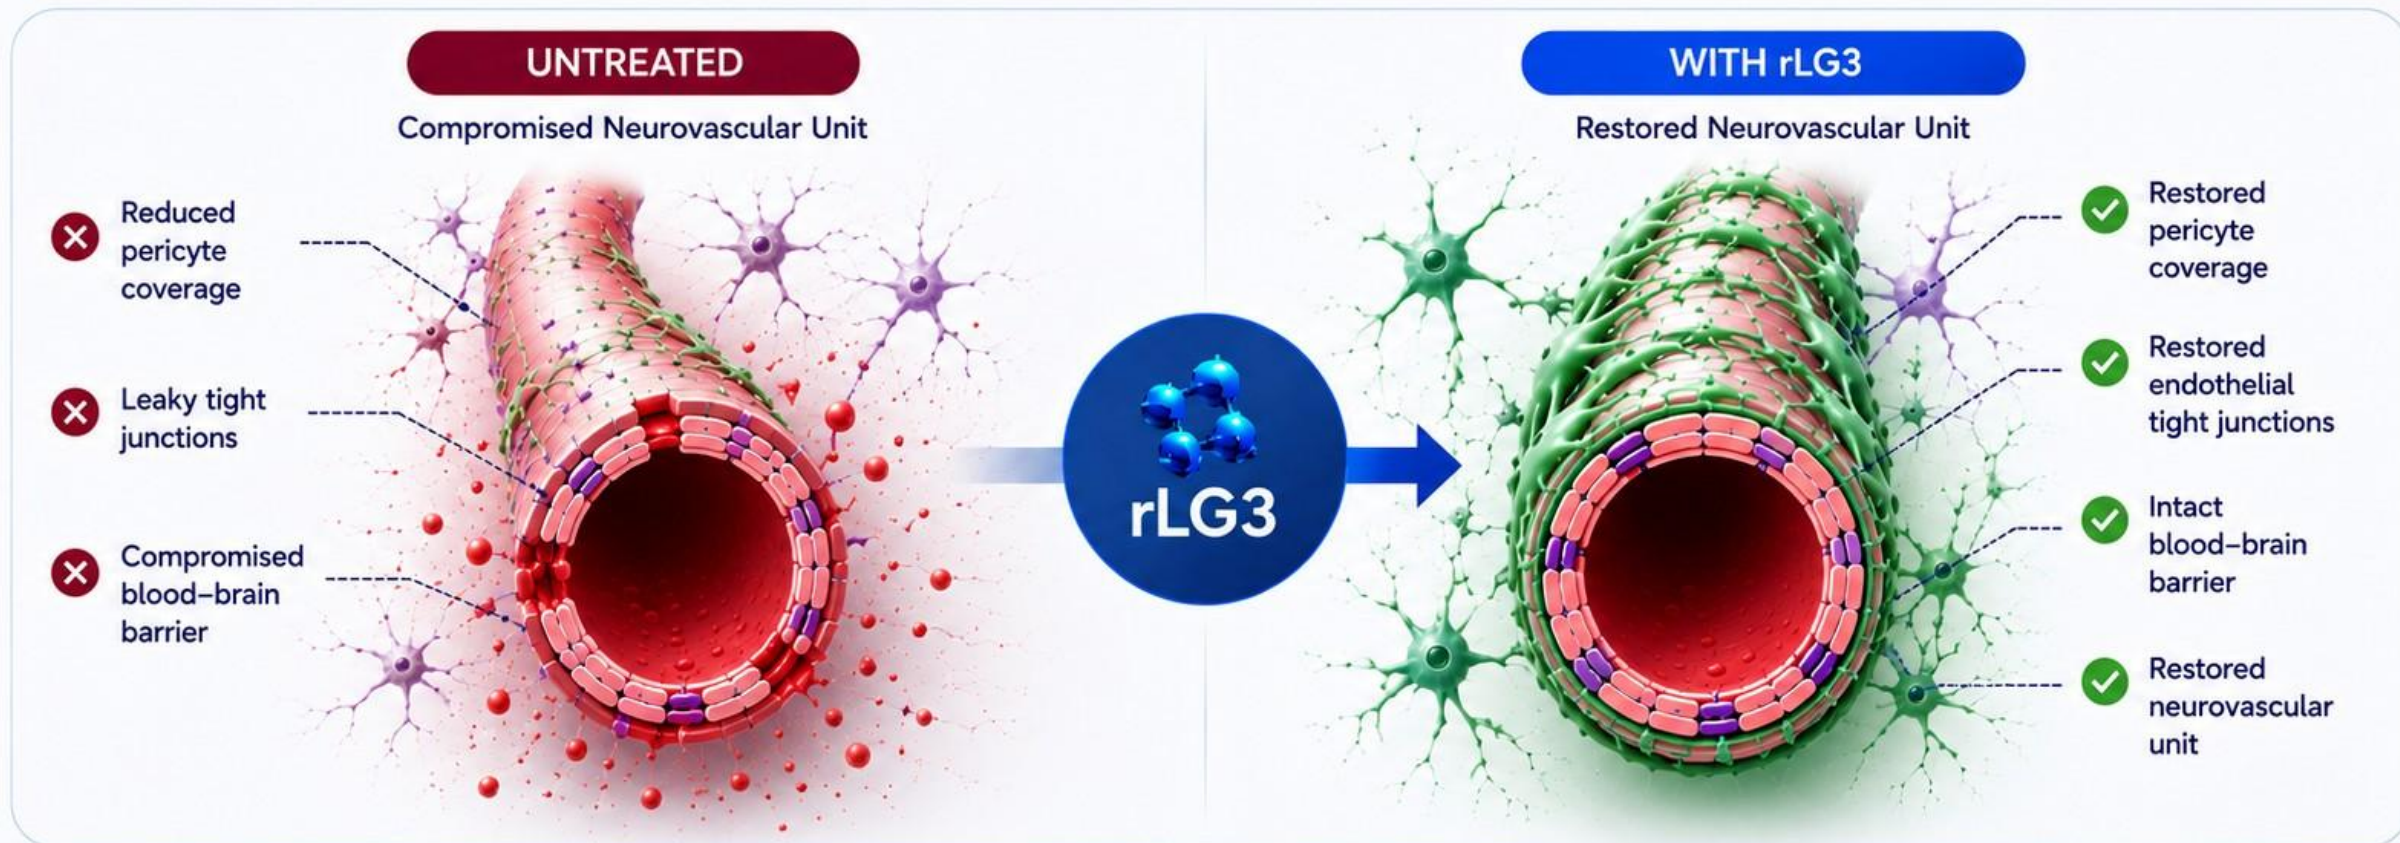 UNTREATED
Compromised Neurovascular Unit
Reduced
pericyte
coverage
Leaky tight
junctions
Compromised
blood–brain
barrier
rLG3
WITH rLG3
Restored Neurovascular Unit
Restored
pericyte
coverage
Restored
endothelial
tight junctions
Intact
blood–brain
barrier
Restored
neurovascular
unit